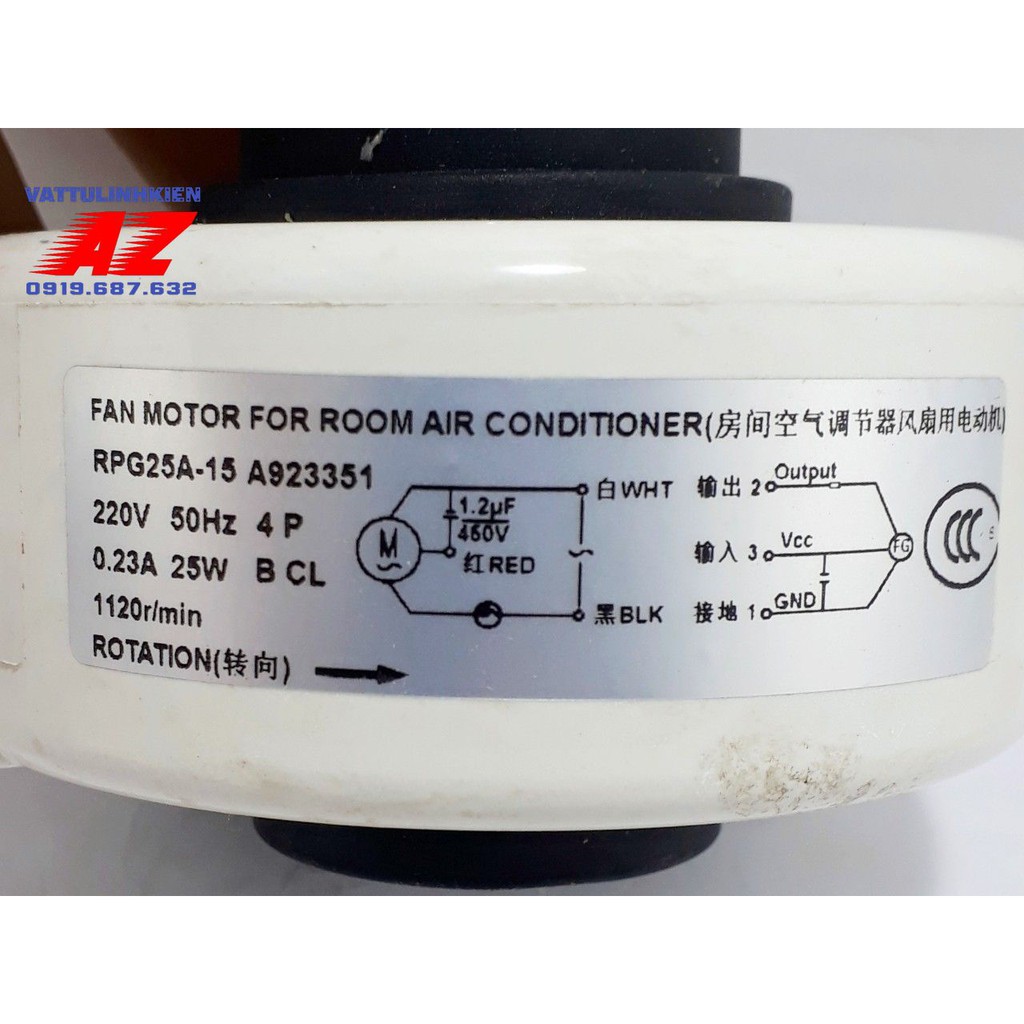 VATTULINHKIEN
AZ
0919.687.632
FAN MOTOR FOR ROOM AIR CONDITIONER(房间空气调节器风扇用电动机)
RPG25A-15 A923351
220V 50Hz 4 P
0.23A 25W B CL
1120r/min
ROTATION(转向)
M
1.2μF
450V
红RED
白WHT
黑BLK
输出 2
Output
输入 3
Vcc
接地 1
GND
FG
CCC
S